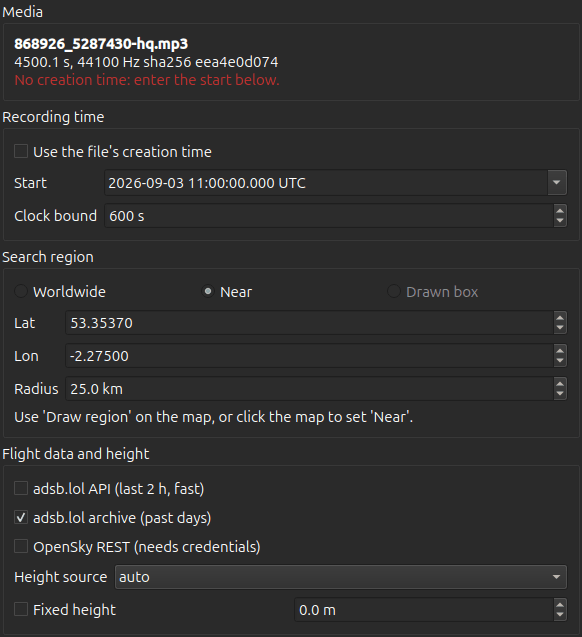 Media
868926_5287430-hq.mp3
4500.1 s, 44100 Hz sha256 eea4e0d074
No creation time: enter the start below.
Recording time
Use the file's creation time
Start 2026-09-03 11:00:00.000 UTC
Clock bound 600 s
Search region
Worldwide Near Drawn box
Lat 53.35370
Lon -2.27500
Radius 25.0 km
Use 'Draw region' on the map, or click the map to set 'Near'.
Flight data and height
adsb.lol API (last 2 h, fast)
adsb.lol archive (past days)
OpenSky REST (needs credentials)
Height source auto
Fixed height 0.0 m